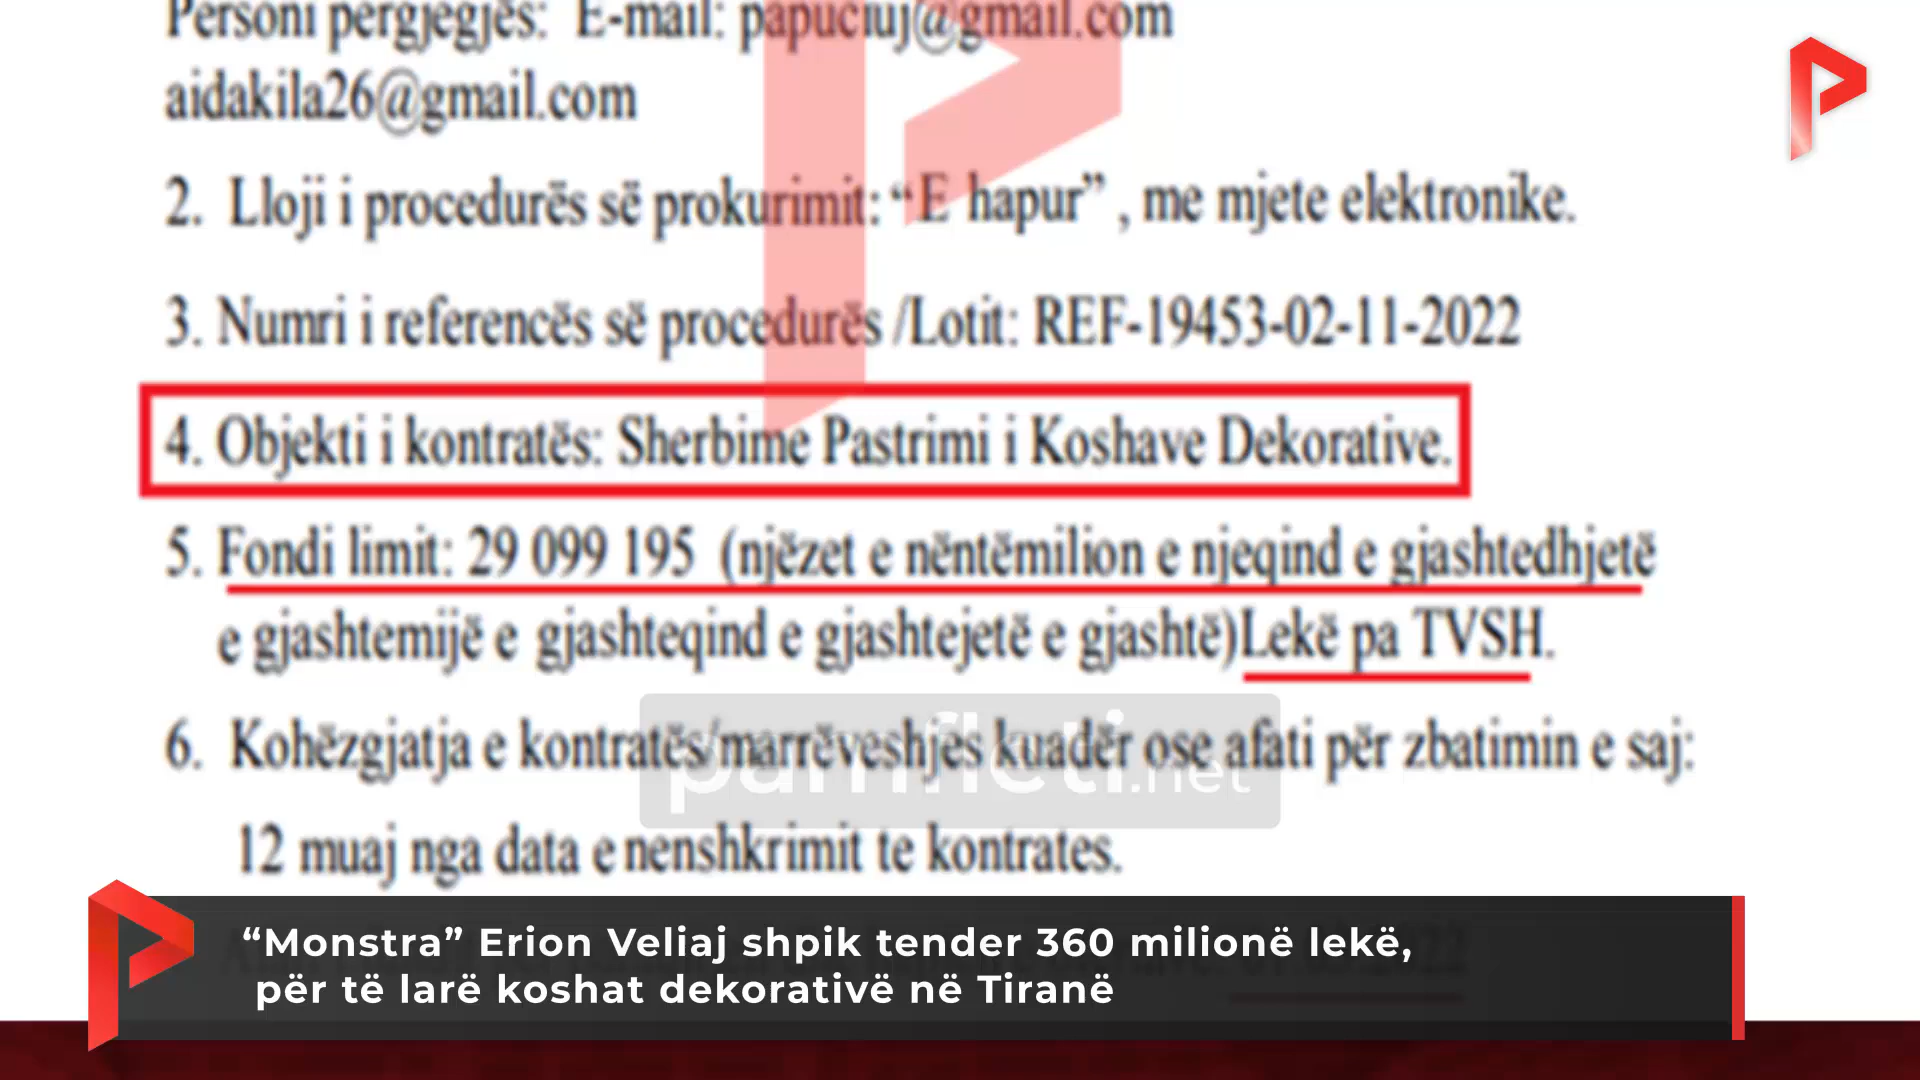 Personi përgjegjës: E-mail: papuciuj@gmail.com
aidakila26@gmail.com
2. Lloji i procedurës së prokurimit: “E hapur” , me mjete elektronike.
3. Numri i referencës së procedurës /Lotit: REF-19453-02-11-2022
4. Objekti i kontratës: Sherbime Pastrimi i Koshave Dekorative.
5. Fondi limit: 29 099 195 (njëzet e nëntëmilion e njeqind e gjashtedhjetë
e gjashtemijë e gjashteqind e gjashtejetë e gjashtë)Lekë pa TVSH.
6. Kohëzgjatja e kontratës/marrëveshjes kuadër ose afati për zbatimin e saj:
pamfleti.net
12 muaj nga data e nenshkrimit te kontrates.
“Monstra” Erion Veliaj shpik tender 360 milionë lekë,
për të larë koshat dekorativë në Tiranë